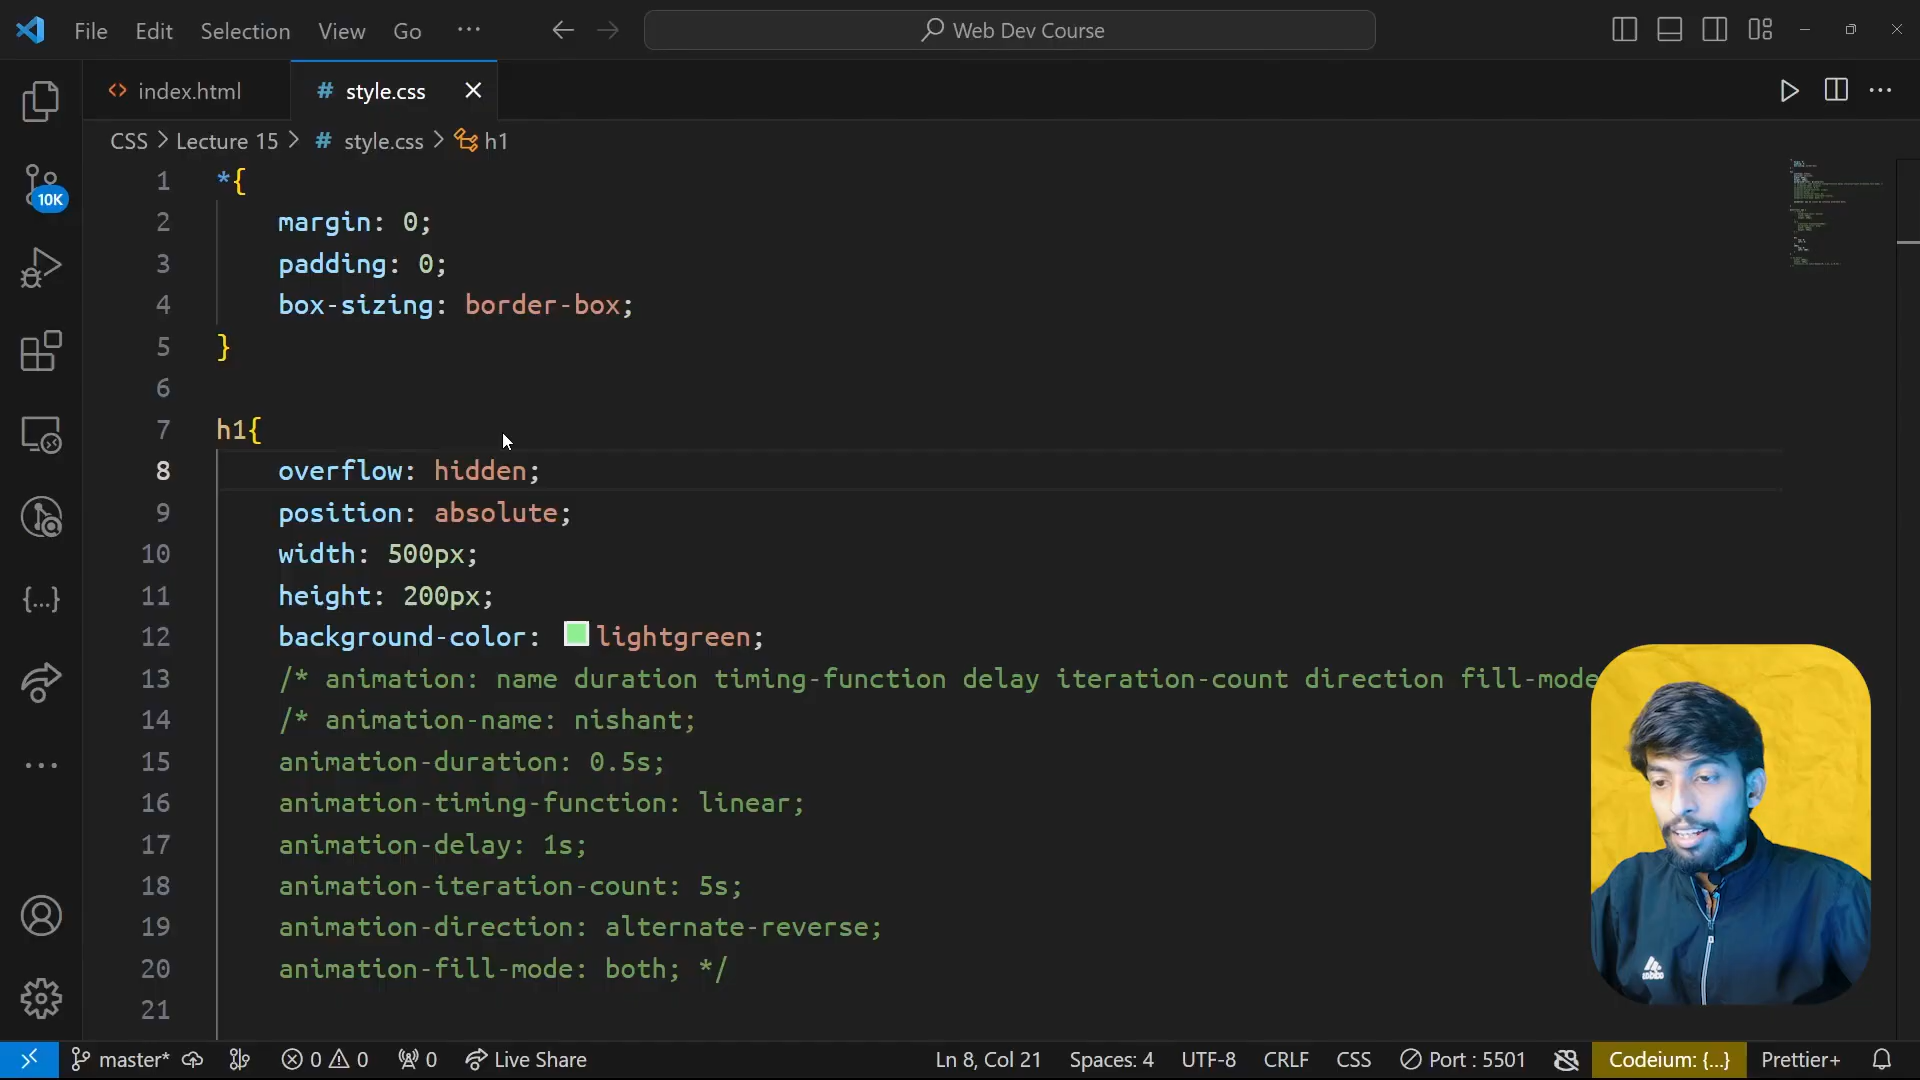 File Edit Selection View Go ... Web Dev Course
index.html # style.css
CSS > Lecture 15 > # style.css > h1
1 *{
2 margin: 0;
3 padding: 0;
4 box-sizing: border-box;
5 }
6
7 h1{
8 overflow: hidden;
9 position: absolute;
10 width: 500px;
11 height: 200px;
12 background-color: lightgreen;
13 /* animation: name duration timing-function delay iteration-count direction fill-mode
14 /* animation-name: nishant;
15 animation-duration: 0.5s;
16 animation-timing-function: linear;
17 animation-delay: 1s;
18 animation-iteration-count: 5s;
19 animation-direction: alternate-reverse;
20 animation-fill-mode: both; */
21
10K
{...}
master* 0 0 0 Live Share Ln 8, Col 21 Spaces: 4 UTF-8 CRLF CSS Port : 5501 Codeium: {...} Prettier+